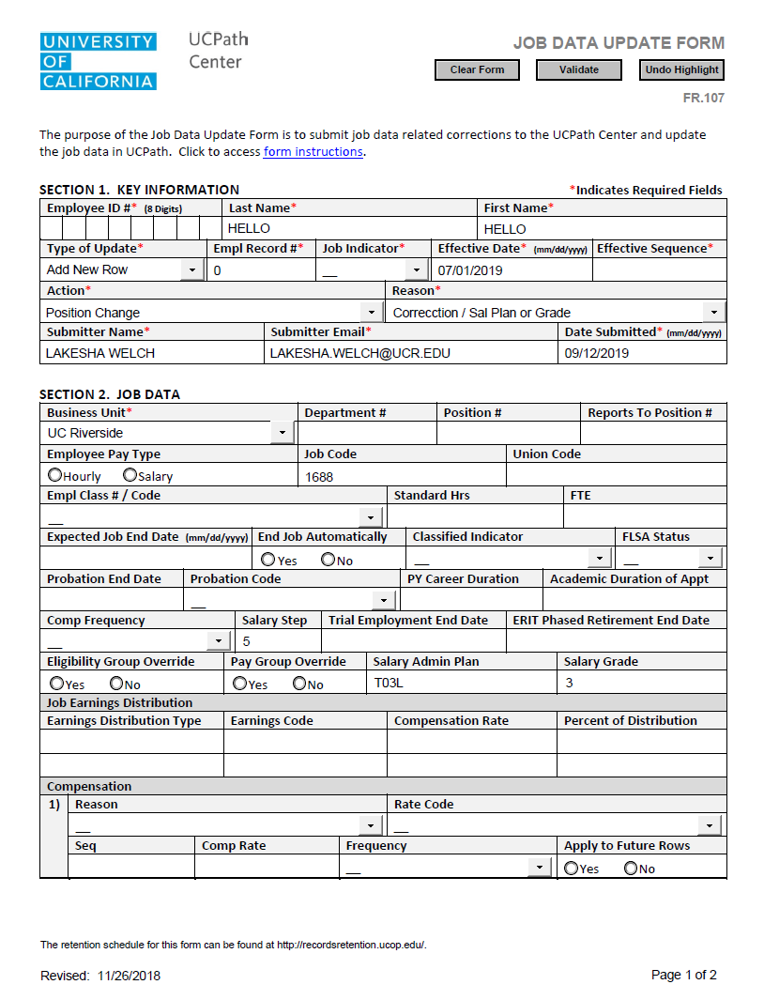 UNIVERSITY
OF
CALIFORNIA
UCPath
Center
JOB DATA UPDATE FORM
Clear Form Validate Undo Highlight
FR.107
The purpose of the Job Data Update Form is to submit job data related corrections to the UCPath Center and update
the job data in UCPath. Click to access form instructions.
SECTION 1. KEY INFORMATION *Indicates Required Fields
Employee ID #* (8 Digits) Last Name* First Name*
HELLO HELLO
Type of Update* Empl Record #* Job Indicator* Effective Date* (mm/dd/yyyy) Effective Sequence*
Add New Row 0 __ 07/01/2019
Action* Reason*
Position Change Correcction / Sal Plan or Grade
Submitter Name* Submitter Email* Date Submitted* (mm/dd/yyyy)
LAKESHA WELCH LAKESHA.WELCH@UCR.EDU 09/12/2019
SECTION 2. JOB DATA
Business Unit* Department # Position # Reports To Position #
UC Riverside
Employee Pay Type Job Code Union Code
Hourly Salary 1688
Empl Class # / Code Standard Hrs FTE
__
Expected Job End Date (mm/dd/yyyy) End Job Automatically Classified Indicator FLSA Status
Yes No __ __
Probation End Date Probation Code PY Career Duration Academic Duration of Appt
__
Comp Frequency Salary Step Trial Employment End Date ERIT Phased Retirement End Date
__ 5
Eligibility Group Override Pay Group Override Salary Admin Plan Salary Grade
Yes No Yes No T03L 3
Job Earnings Distribution
Earnings Distribution Type Earnings Code Compensation Rate Percent of Distribution
Compensation
1) Reason Rate Code
__ __
Seq Comp Rate Frequency Apply to Future Rows
__ Yes No
The retention schedule for this form can be found at http://recordsretention.ucop.edu/.
Revised: 11/26/2018 Page 1 of 2